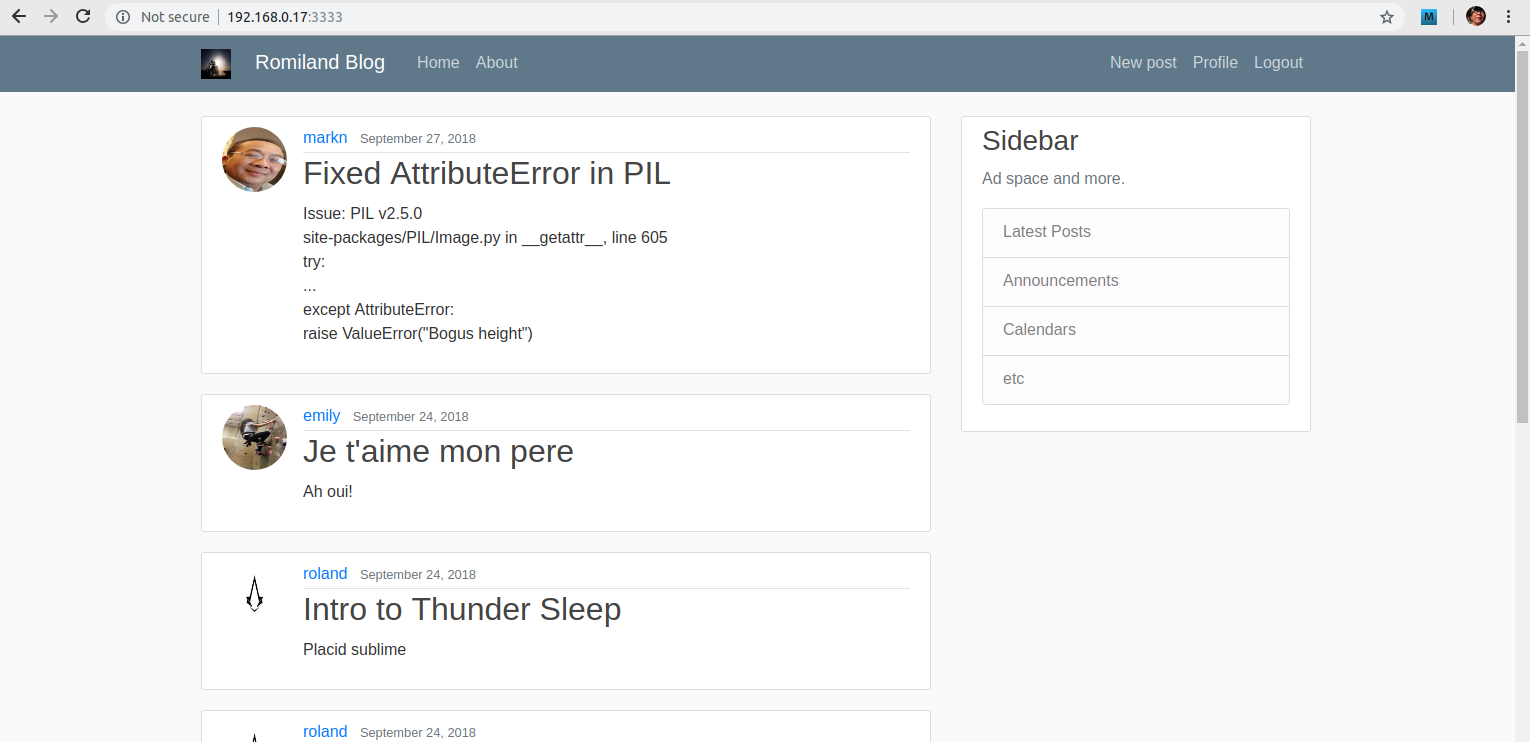 Not secure | 192.168.0.17:3333
M
Romiland Blog Home About New post Profile Logout
markn September 27, 2018
Fixed AttributeError in PIL
Issue: PIL v2.5.0
site-packages/PIL/Image.py in __getattr__, line 605
try:
...
except AttributeError:
raise ValueError("Bogus height")
emily September 24, 2018
Je t'aime mon pere
Ah oui!
roland September 24, 2018
Intro to Thunder Sleep
Placid sublime
roland September 24, 2018
Sidebar
Ad space and more.
Latest Posts
Announcements
Calendars
etc